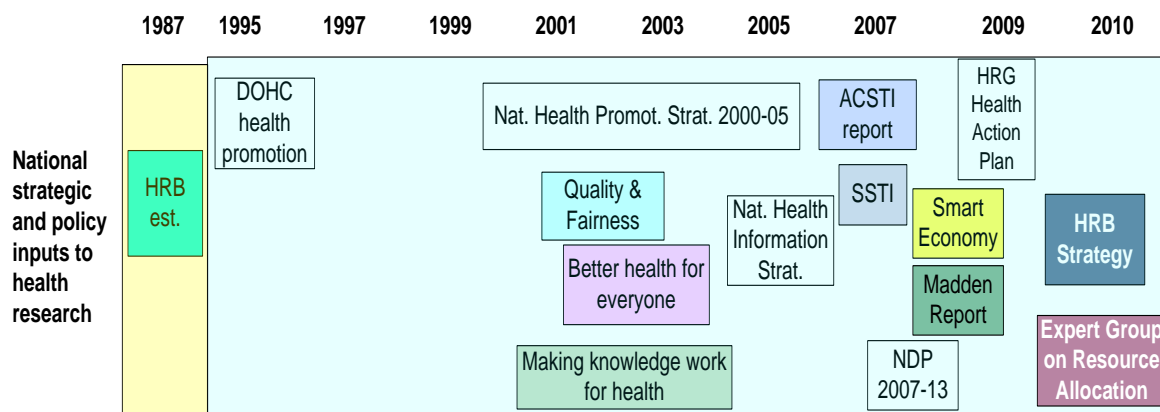 1987 1995 1997 1999 2001 2003 2005 2007 2009 2010
National
strategic
and policy
inputs to
health
research
HRB
est.
DOHC
health
promotion
Nat. Health Promot. Strat. 2000-05
Quality &
Fairness
Better health for
everyone
Making knowledge work
for health
Nat. Health
Information
Strat.
ACSTI
report
SSTI
Smart
Economy
Madden
Report
NDP
2007-13
HRG
Health
Action
Plan
HRB
Strategy
Expert Group
on Resource
Allocation